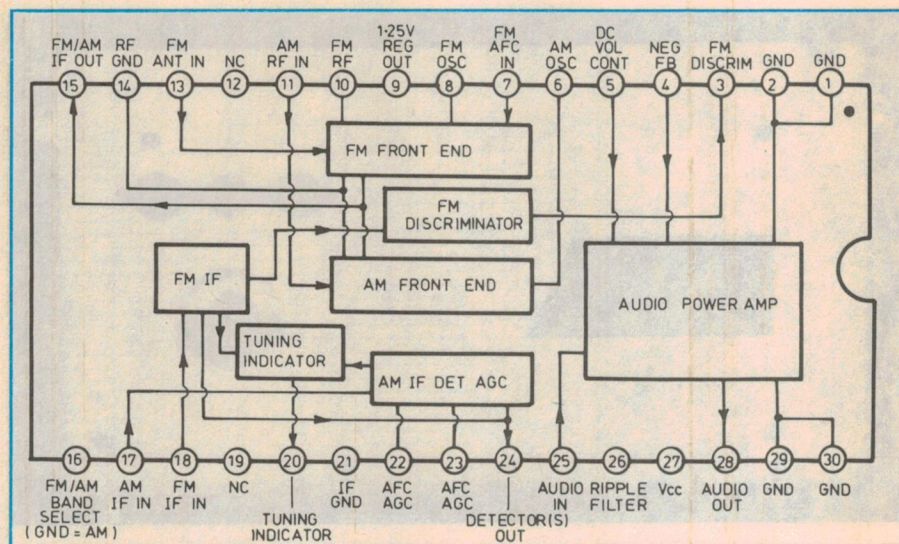 FM/AM
IF OUT
RF
GND
FM
ANT IN
NC
AM
RF IN
FM
RF
1·25V
REG
OUT
FM
OSC
FM
AFC
IN
AM
OSC
DC
VOL
CONT
NEG
FB
FM
DISCRIM
GND
GND
15 14 13 12 11 10 9 8 7 6 5 4 3 2 1
FM FRONT END
FM
DISCRIMINATOR
FM IF
AM FRONT END
AUDIO POWER AMP
TUNING
INDICATOR
AM IF DET AGC
16 17 18 19 20 21 22 23 24 25 26 27 28 29 30
FM/AM
BAND
SELECT
(GND = AM)
AM
IF IN
FM
IF IN
NC
TUNING
INDICATOR
IF
GND
AFC
AGC
AFC
AGC
DETECTOR(S)
OUT
AUDIO
IN
RIPPLE
FILTER
Vcc
AUDIO
OUT
GND
GND